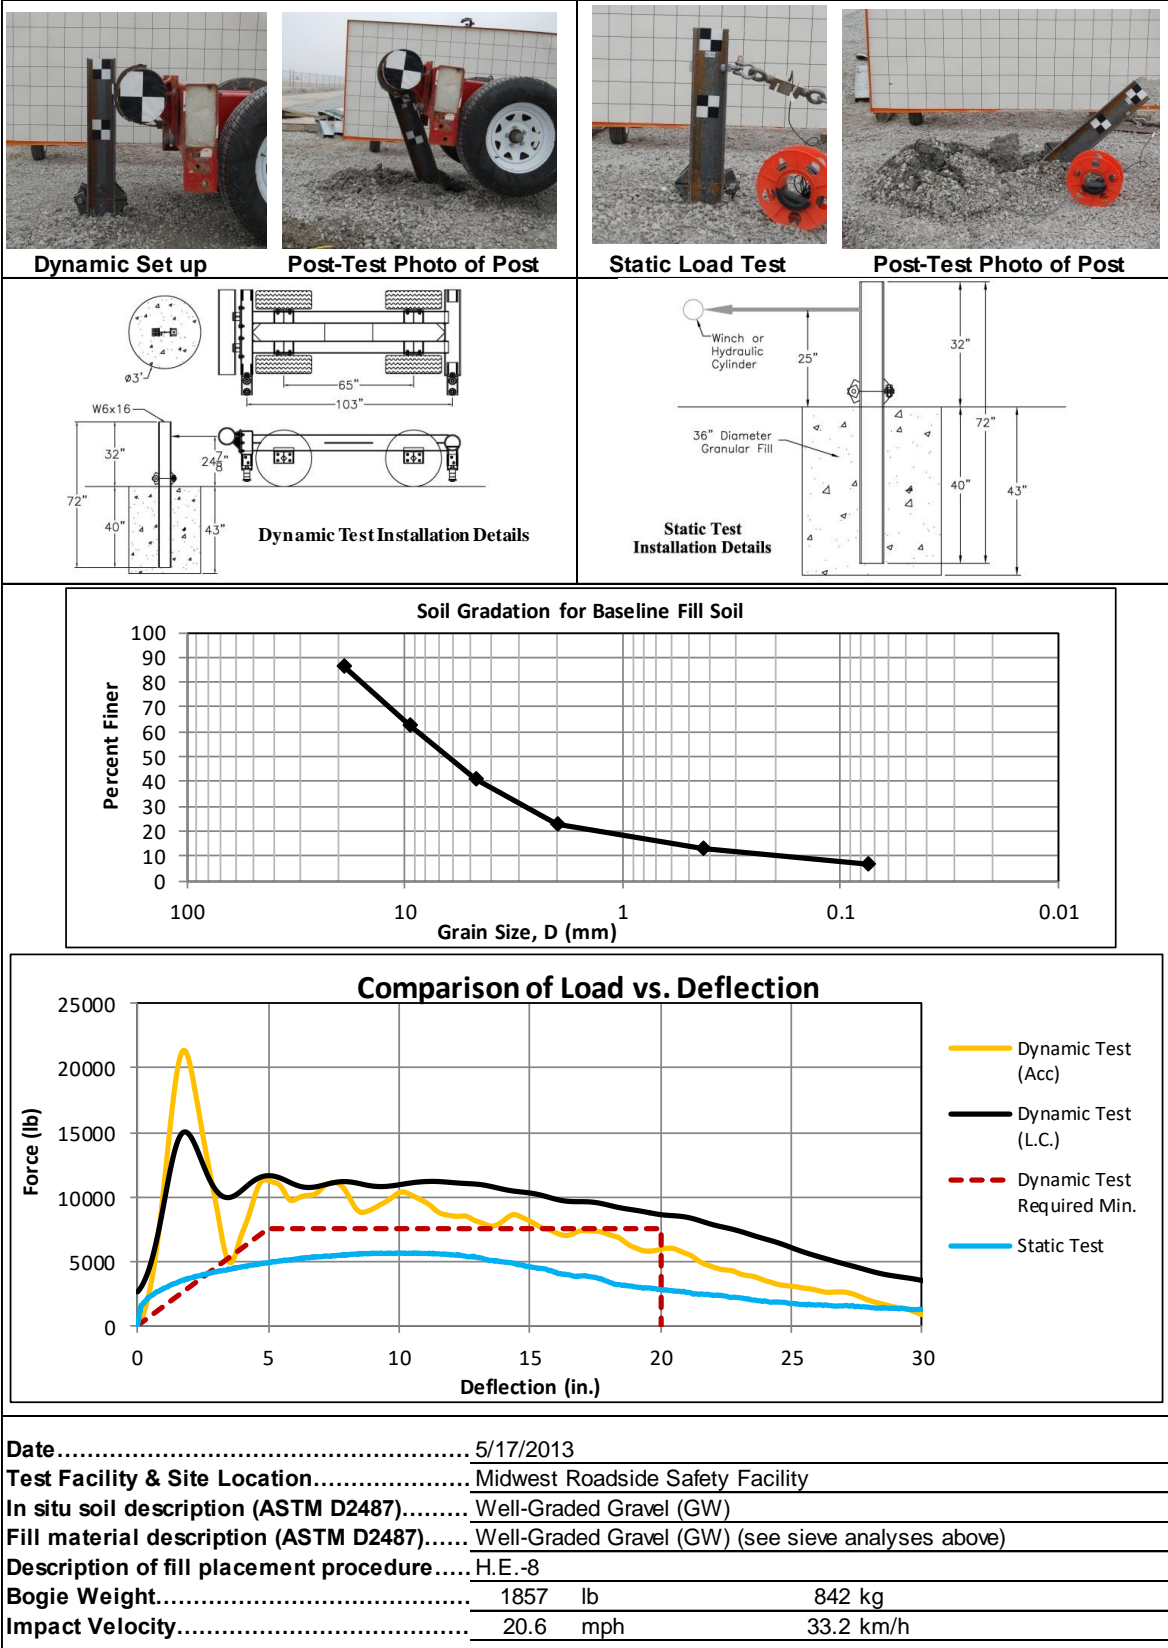 Dynamic Set up
Post-Test Photo of Post
Static Load Test
Post-Test Photo of Post
ø3'
65"
103"
W6x16
32"
24 7/8"
72"
40"
43"
Dynamic Test Installation Details
Winch or
Hydraulic
Cylinder
25"
32"
72"
36" Diameter
Granular Fill
40"
43"
Static Test
Installation Details
Soil Gradation for Baseline Fill Soil
Percent Finer
100
90
80
70
60
50
40
30
20
10
0
100 10 1 0.1 0.01
Grain Size, D (mm)
Comparison of Load vs. Deflection
Force (lb)
25000
20000
15000
10000
5000
0
0 5 10 15 20 25 30
Deflection (in.)
Dynamic Test
(Acc)
Dynamic Test
(L.C.)
Dynamic Test
Required Min.
Static Test
Date.................................................... 5/17/2013
Test Facility & Site Location.................... Midwest Roadside Safety Facility
In situ soil description (ASTM D2487)......... Well-Graded Gravel (GW)
Fill material description (ASTM D2487)...... Well-Graded Gravel (GW) (see sieve analyses above)
Description of fill placement procedure..... H.E.-8
Bogie Weight........................................ 1857 lb 842 kg
Impact Velocity..................................... 20.6 mph 33.2 km/h